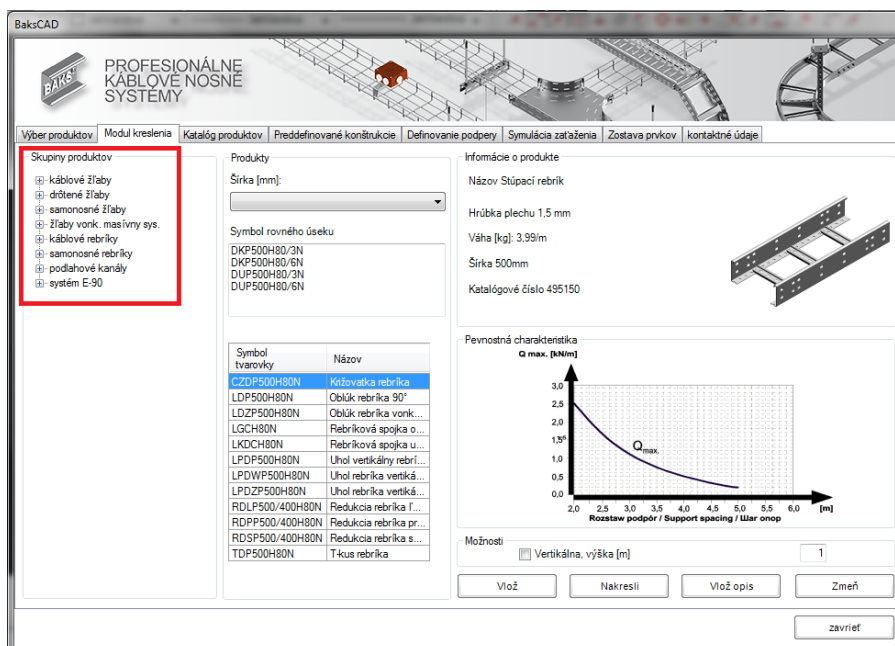 BaksCAD
BAKS
PROFESIONÁLNE
KÁBLOVÉ NOSNÉ
SYSTÉMY
Výber produktov
Modul kreslenia
Katalóg produktov
Preddefinované konštrukcie
Definovanie podpery
Symulácia zaťaženia
Zostava prvkov
kontaktné údaje
Skupiny produktov
káblové žľaby
drôtené žľaby
samonosné žľaby
žľaby vonk. masívny sys.
káblové rebríky
samonosné rebríky
podlahové kanály
systém E-90
Produkty
Šírka [mm]:
Symbol rovného úseku
DKP500H80/3N
DKP500H80/6N
DUP500H80/3N
DUP500H80/6N
Symbol tvarovky Názov
CZDP500H80N Križovatka rebríka
LDP500H80N Oblúk rebríka 90°
LDZP500H80N Oblúk rebríka vonk...
LGCH80N Rebríková spojka o...
LKDCH80N Rebríková spojka u...
LPDP500H80N Uhol vertikálny rebrí...
LPDWP500H80N Uhol rebríka vertiká...
LPDZP500H80N Uhol rebríka vertiká...
RDLP500/400H80N Redukcia rebríka ľ...
RDPP500/400H80N Redukcia rebríka pr...
RDSP500/400H80N Redukcia rebríka s...
TDP500H80N T-kus rebríka
Informácie o produkte
Názov Stúpací rebrík
Hrúbka plechu 1,5 mm
Váha [kg]: 3,99/m
Šírka 500mm
Katalógové číslo 495150
Pevnostná charakteristika
Q max. [kN/m]
3,0
2,5
2,0
1,5
1,0
0,5
0,0
Qmax.
2,0 2,5 3,0 3,5 4,0 4,5 5,0 5,5 6,0 [m]
Rozstaw podpór / Support spacing / Шаг опор
Možnosti
Vertikálna, výška [m] 1
Vlož
Nakresli
Vlož opis
Zmeň
zavrieť